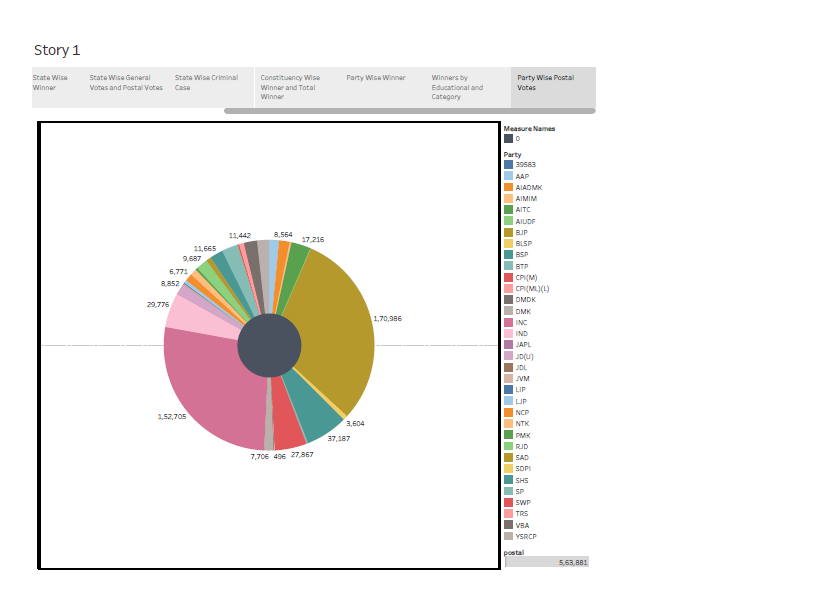 Story 1
State Wise
Winner
State Wise General
Votes and Postal Votes
State Wise Criminal
Case
Constituency Wise
Winner and Total
Winner
Party Wise Winner
Winners by
Educational and
Category
Party Wise Postal
Votes
11,442
8,564
17,216
11,665
9,687
6,771
8,852
29,776
1,70,986
1,52,705
3,604
37,187
7,706
496
27,867
Measure Names
0
Party
39583
AAP
AIADMK
AIMIM
AITC
AIUDF
BJP
BLSP
BSP
BTP
CPI(M)
CPI(ML)(L)
DMDK
DMK
INC
IND
JAPL
JD(U)
JDL
JVM
LIP
LJP
NCP
NTK
PMK
RJD
SAD
SDPI
SHS
SP
SWP
TRS
VBA
YSRCP
postal
5,63,881